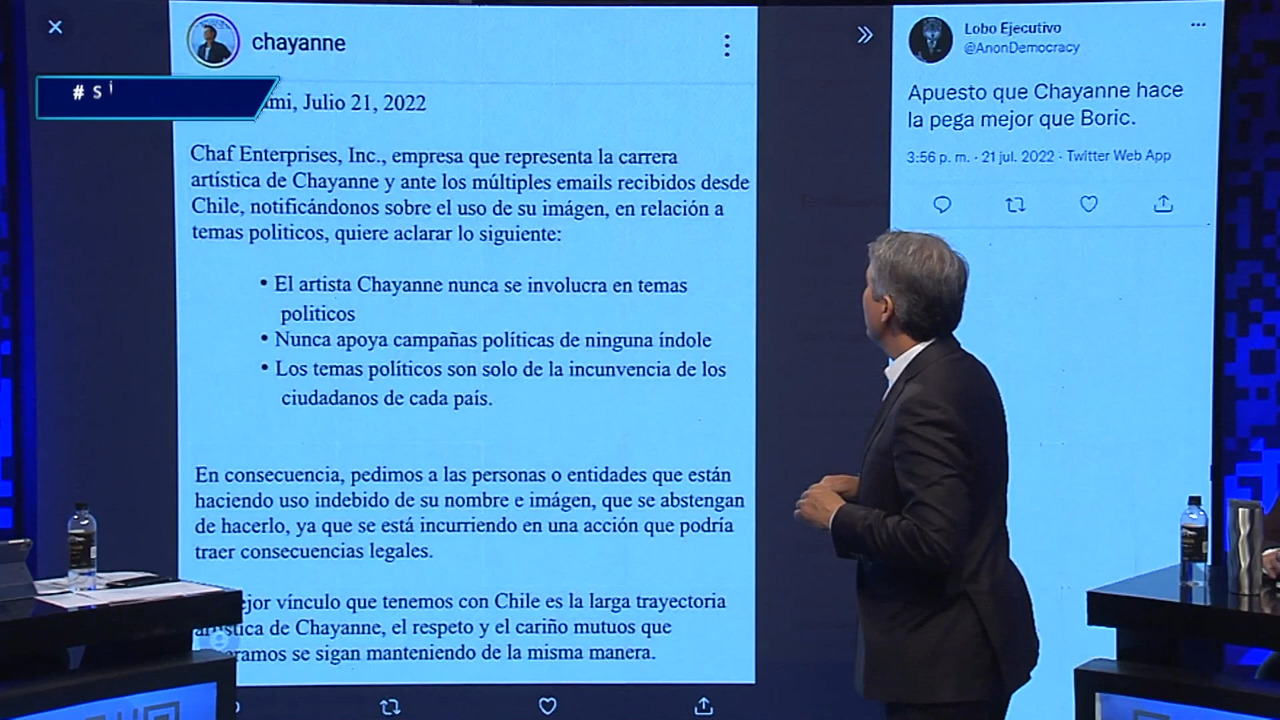 chayanne
# S i
mi, Julio 21, 2022
Chaf Enterprises, Inc., empresa que representa la carrera
artística de Chayanne y ante los múltiples emails recibidos desde
Chile, notificándonos sobre el uso de su imágen, en relación a
temas politicos, quiere aclarar lo siguiente:
• El artista Chayanne nunca se involucra en temas
politicos
• Nunca apoya campañas políticas de ninguna índole
• Los temas políticos son solo de la incunvencia de los
ciudadanos de cada país.
En consecuencia, pedimos a las personas o entidades que están
haciendo uso indebido de su nombre e imágen, que se abstengan
de hacerlo, ya que se está incurriendo en una acción que podría
traer consecuencias legales.
ejor vínculo que tenemos con Chile es la larga trayectoria
artística de Chayanne, el respeto y el cariño mutuos que
ramos se sigan manteniendo de la misma manera.
Lobo Ejecutivo
@AnonDemocracy
Apuesto que Chayanne hace
la pega mejor que Boric.
3:56 p. m. · 21 jul. 2022 · Twitter Web App